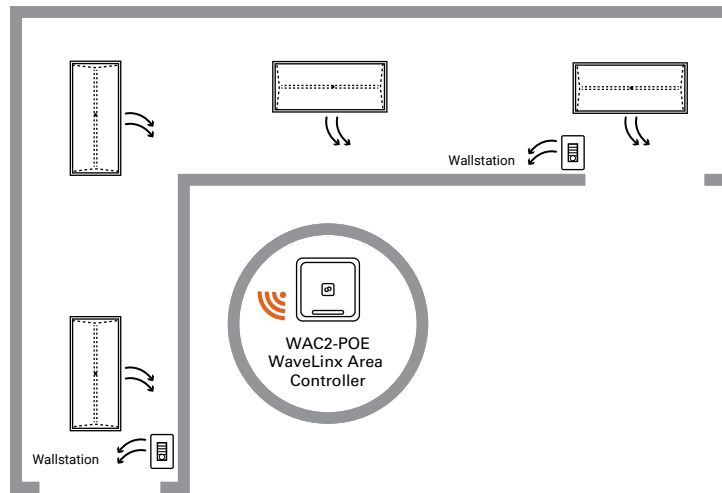 Wallstation
WAC2-POE
WaveLinx Area
Controller
Wallstation